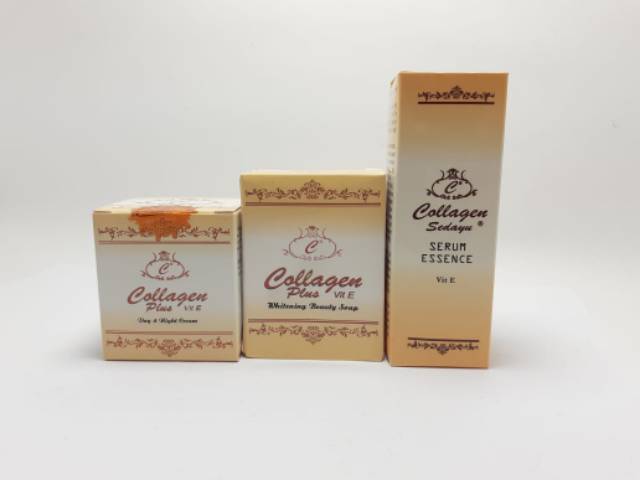 C
Collagen
Plus Vit E
Day & Night Cream
C
Collagen
Plus Vit E
Whitening Beauty Soap
C
Collagen
Sedayu ®
SERUM
ESSENCE
Vit E